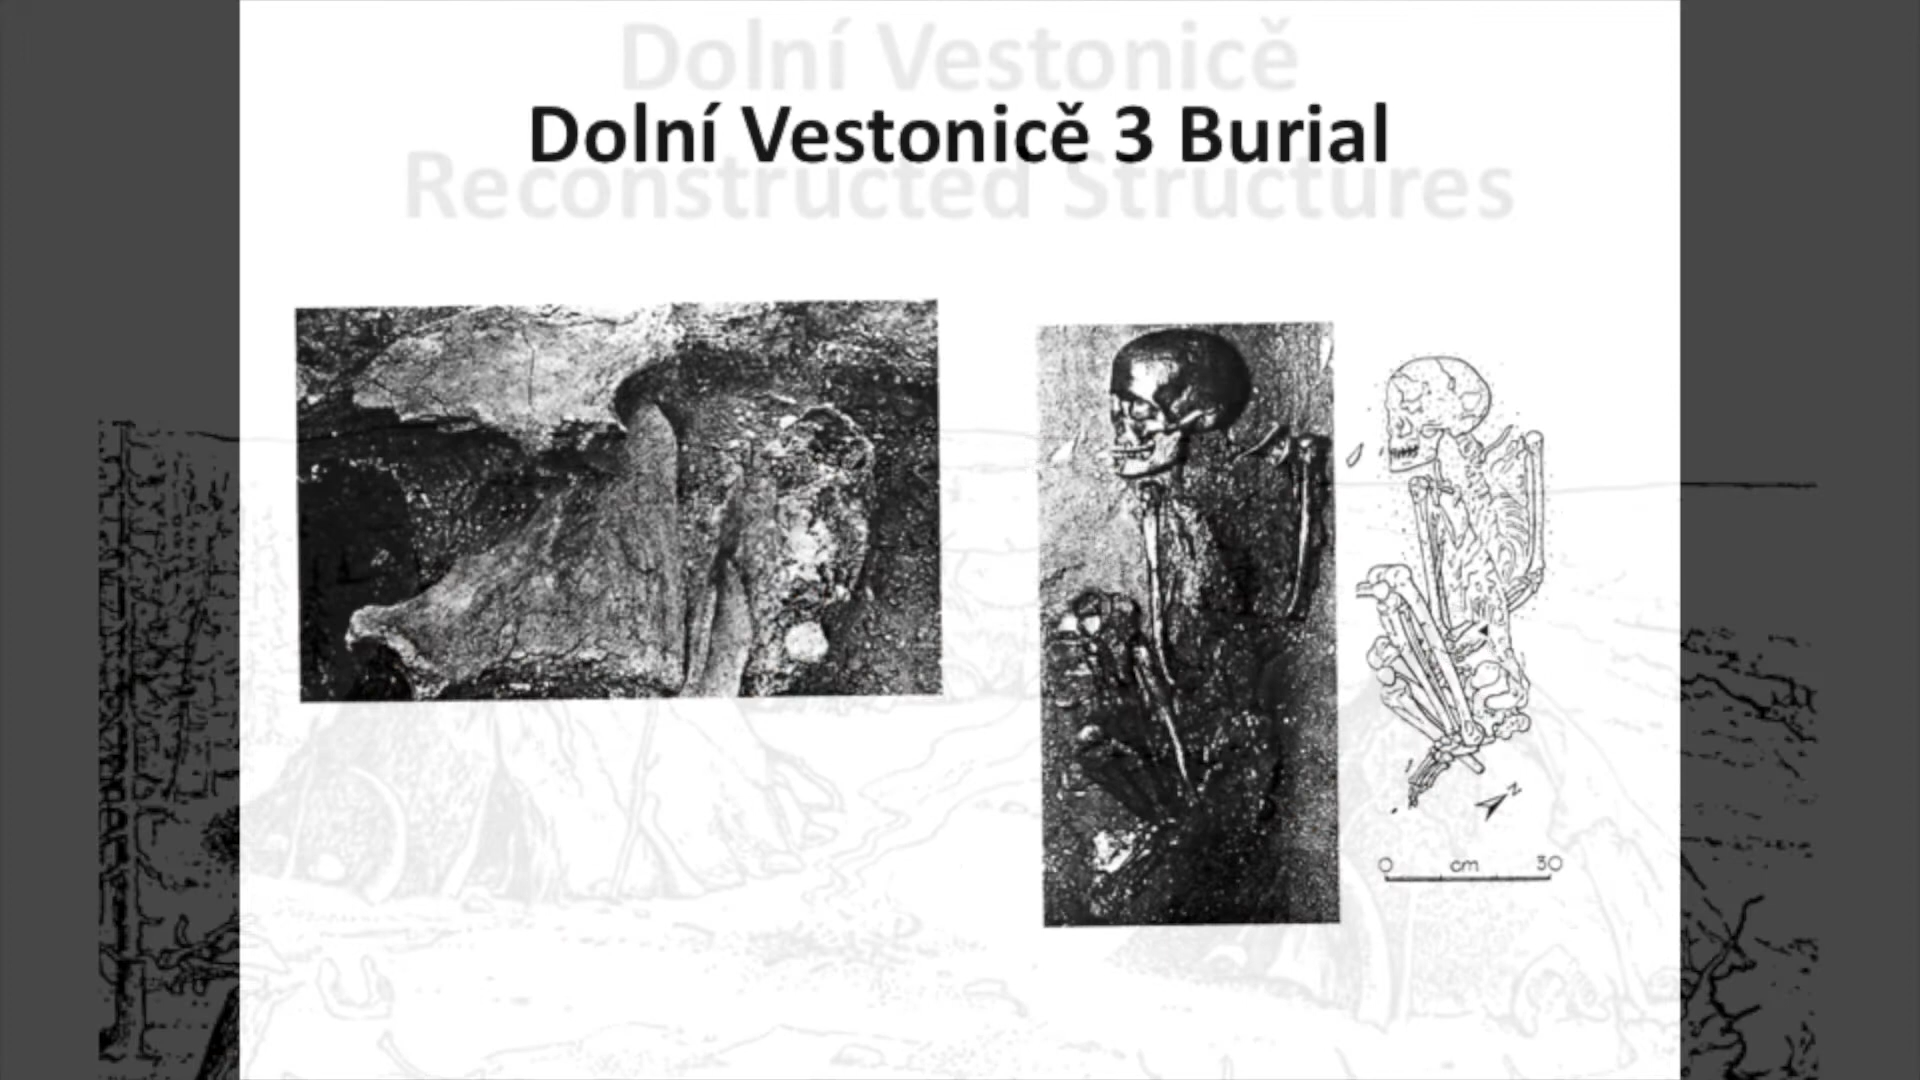 Dolní Vestonicě
Dolní Vestonicě 3 Burial
Reconstructed Structures
N
0 cm 30